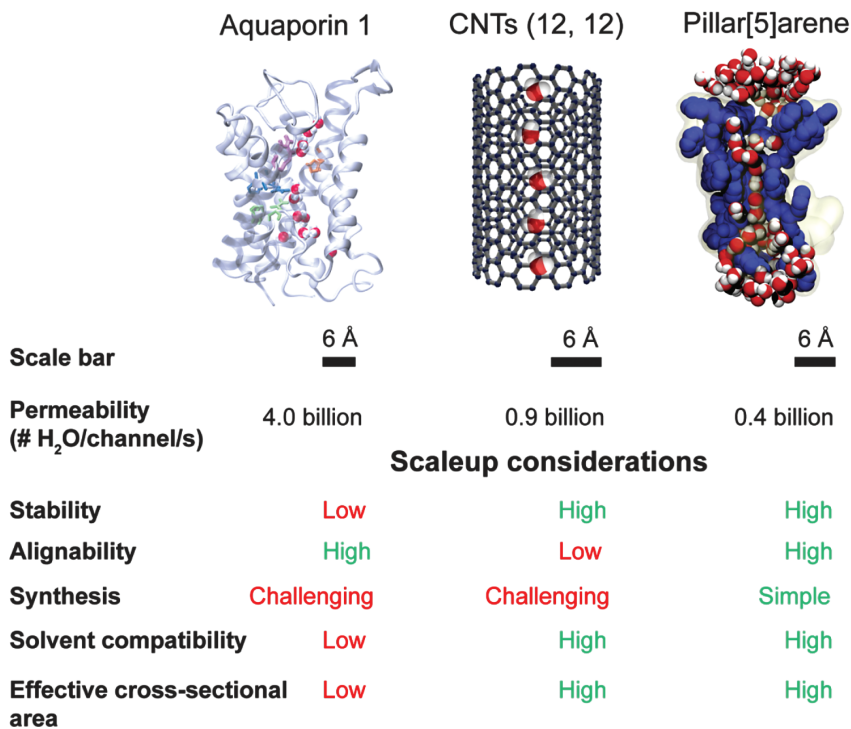 Aquaporin 1 CNTs (12, 12) Pillar[5]arene
6 Å 6 Å 6 Å
Scale bar
Permeability
(# H₂O/channel/s) 4.0 billion 0.9 billion 0.4 billion
Scaleup considerations
Stability Low High High
Alignability High Low High
Synthesis Challenging Challenging Simple
Solvent compatibility Low High High
Effective cross-sectional
area Low High High